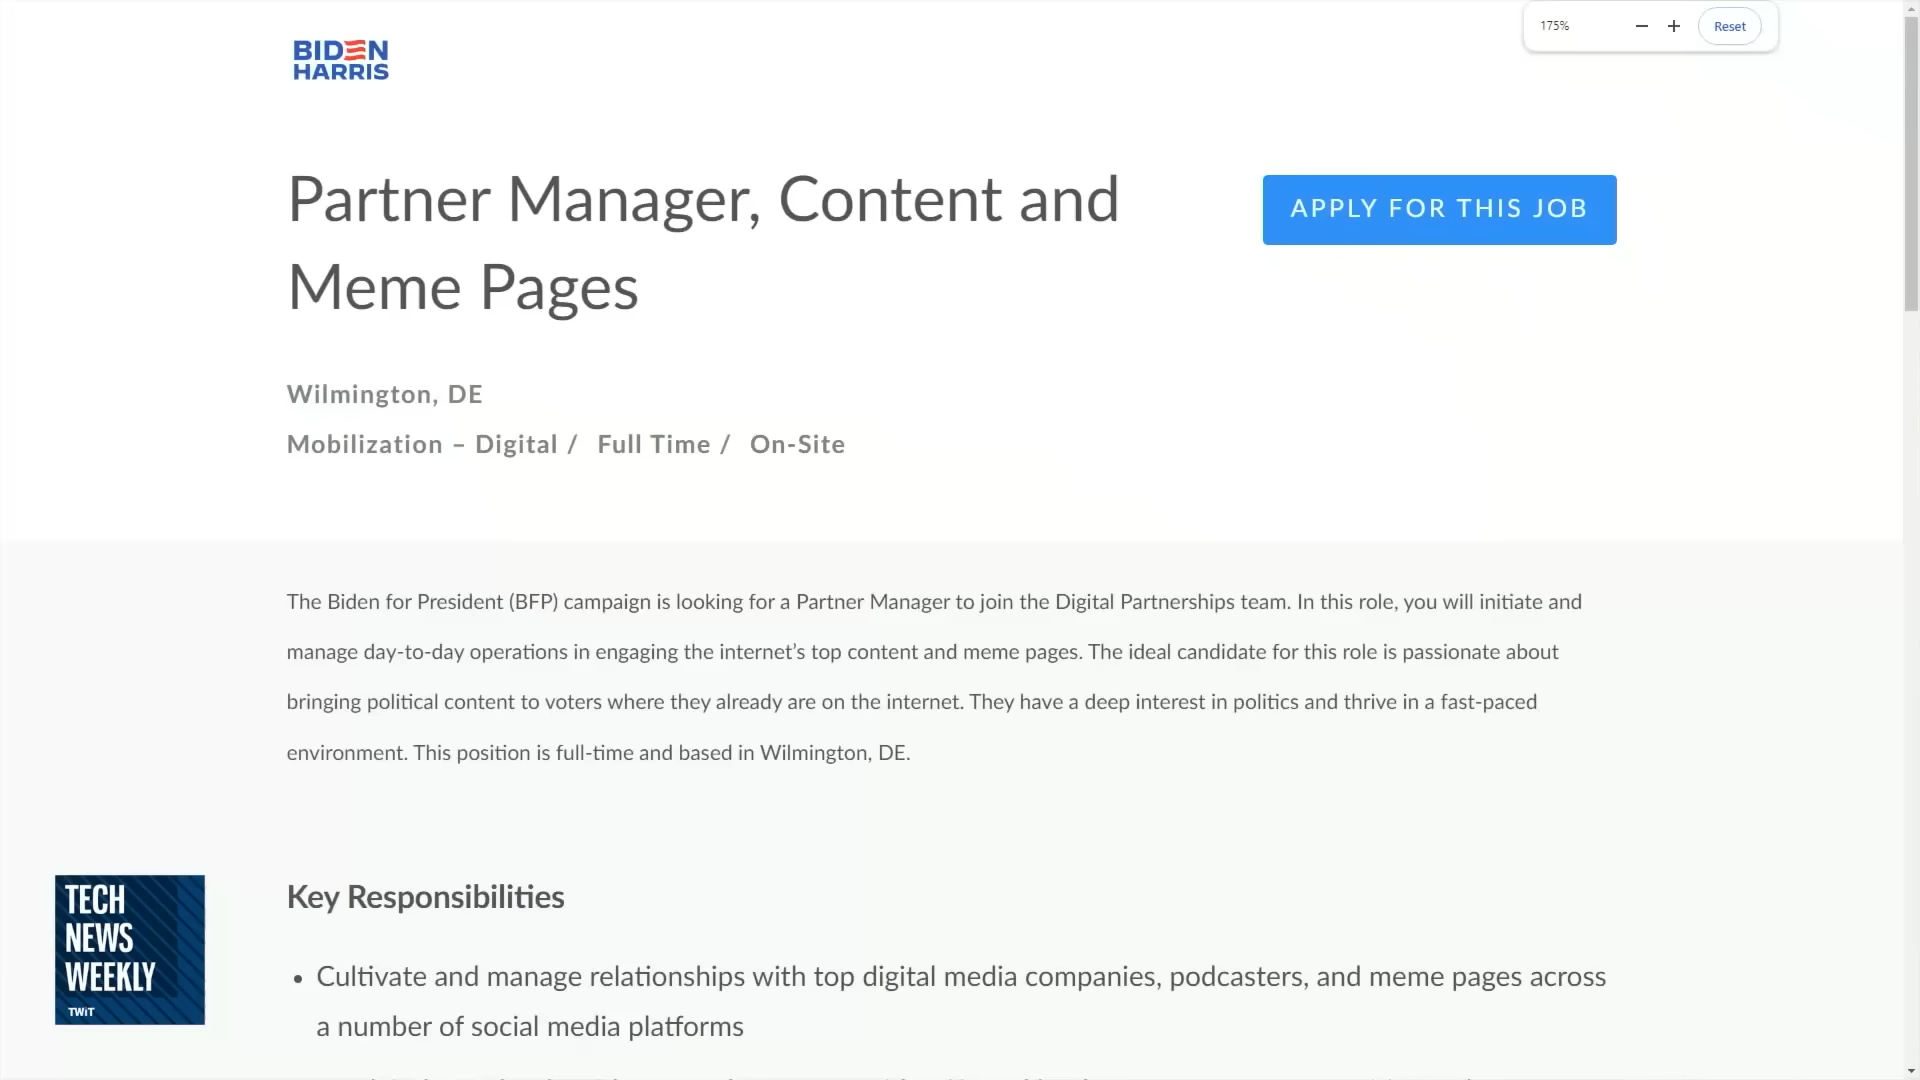 BIDEN
HARRIS
175%
Reset
Partner Manager, Content and
Meme Pages
APPLY FOR THIS JOB
Wilmington, DE
Mobilization – Digital / Full Time / On-Site
The Biden for President (BFP) campaign is looking for a Partner Manager to join the Digital Partnerships team. In this role, you will initiate and
manage day-to-day operations in engaging the internet’s top content and meme pages. The ideal candidate for this role is passionate about
bringing political content to voters where they already are on the internet. They have a deep interest in politics and thrive in a fast-paced
environment. This position is full-time and based in Wilmington, DE.
Key Responsibilities
• Cultivate and manage relationships with top digital media companies, podcasters, and meme pages across
a number of social media platforms
TECH
NEWS
WEEKLY
TWiT